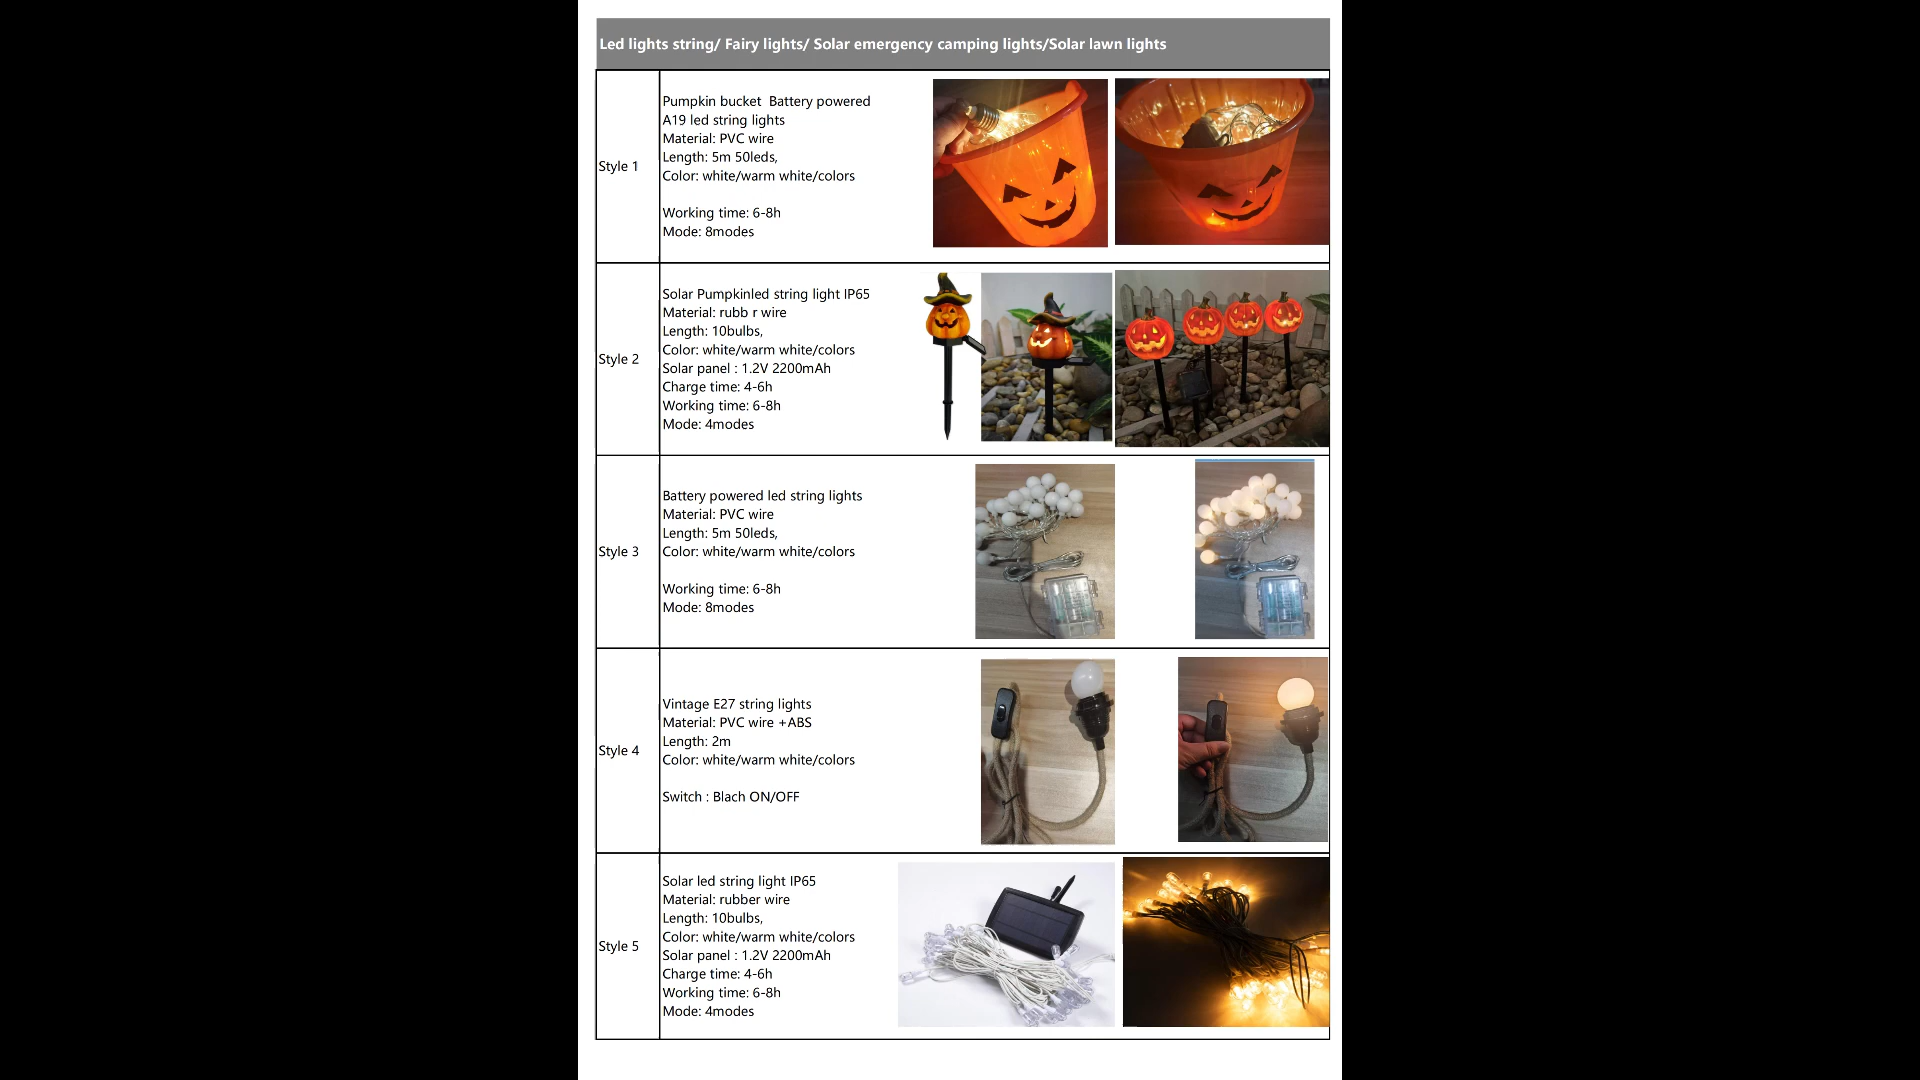 Led lights string/ Fairy lights/ Solar emergency camping lights/Solar lawn lights
Style 1
Pumpkin bucket  Battery powered
A19 led string lights
Material: PVC wire
Length: 5m 50leds,
Color: white/warm white/colors
Working time: 6-8h
Mode: 8modes
Style 2
Solar Pumpkinled string light IP65
Material: rubb r wire
Length: 10bulbs,
Color: white/warm white/colors
Solar panel : 1.2V 2200mAh
Charge time: 4-6h
Working time: 6-8h
Mode: 4modes
Style 3
Battery powered led string lights
Material: PVC wire
Length: 5m 50leds,
Color: white/warm white/colors
Working time: 6-8h
Mode: 8modes
Style 4
Vintage E27 string lights
Material: PVC wire +ABS
Length: 2m
Color: white/warm white/colors
Switch : Blach ON/OFF
Style 5
Solar led string light IP65
Material: rubber wire
Length: 10bulbs,
Color: white/warm white/colors
Solar panel : 1.2V 2200mAh
Charge time: 4-6h
Working time: 6-8h
Mode: 4modes